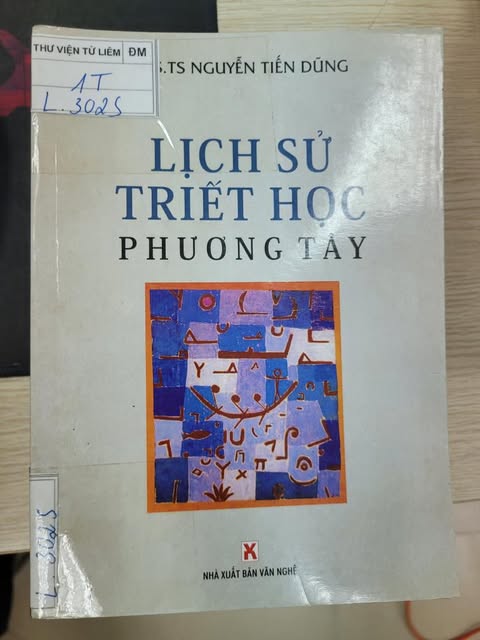 THƯ VIỆN TỪ LIÊM ĐM
1T
L.3025
S.TS NGUYỄN TIẾN DŨNG
LỊCH SỬ
TRIẾT HỌC
PHƯƠNG TÂY
NHÀ XUẤT BẢN VĂN NGHỆ
L.3025